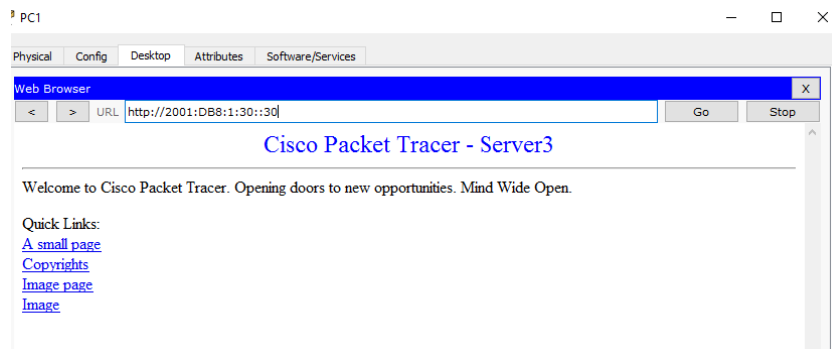 PC1
Physical Config Desktop Attributes Software/Services
Web Browser X
< > URL http://2001:DB8:1:30::30 Go Stop
Cisco Packet Tracer - Server3
Welcome to Cisco Packet Tracer. Opening doors to new opportunities. Mind Wide Open.
Quick Links:
A small page
Copyrights
Image page
Image